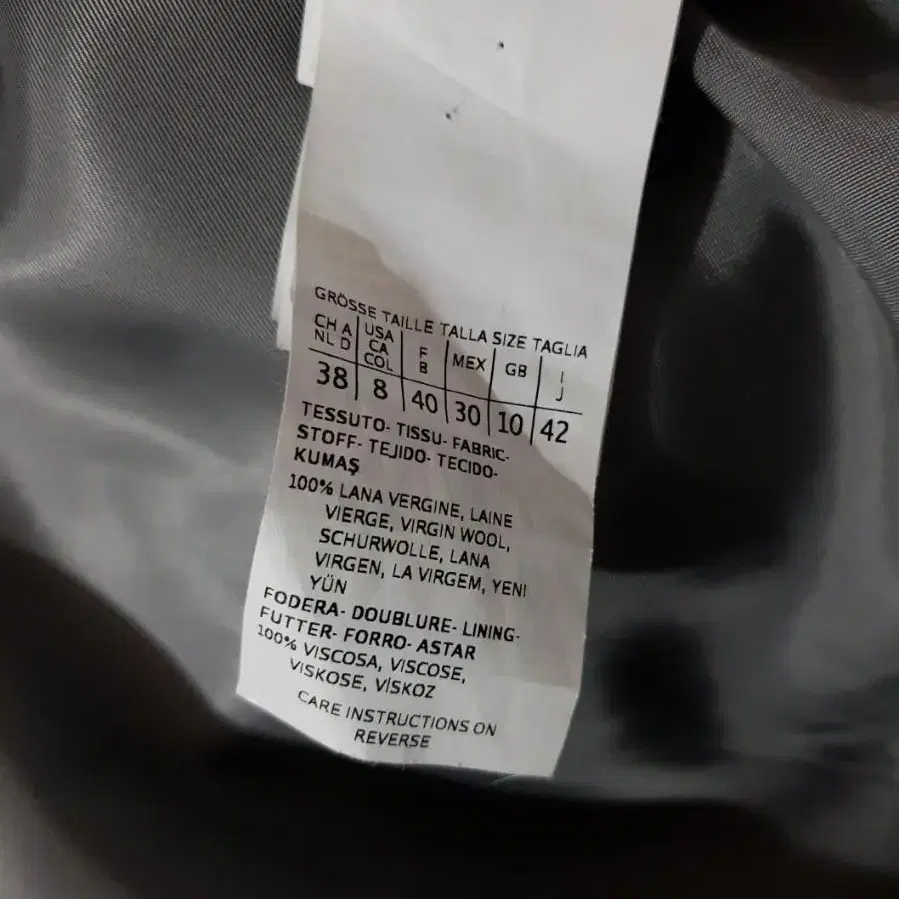 GRÖSSE TAILLE TALLA SIZE TAGLIA
CH A NL D USA CA COL F B MEX GB I J
38 8 40 30 10 42
TESSUTO- TISSU- FABRIC-
STOFF- TEJIDO- TECIDO-
KUMAŞ
100% LANA VERGINE, LAINE
VIERGE, VIRGIN WOOL,
SCHURWOLLE, LANA
VIRGEN, LA VIRGEM, YENI
YÜN
FODERA- DOUBLURE- LINING-
FUTTER- FORRO- ASTAR
100% VISCOSA, VISCOSE,
VISKOSE, VİSKOZ
CARE INSTRUCTIONS ON
REVERSE